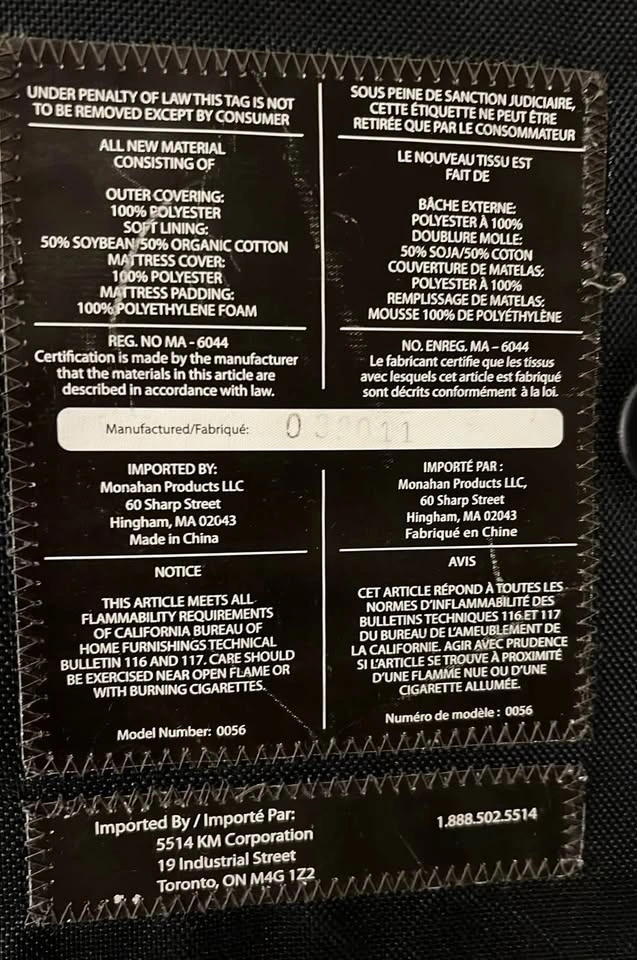 UNDER PENALTY OF LAW THIS TAG IS NOT
TO BE REMOVED EXCEPT BY CONSUMER
ALL NEW MATERIAL
CONSISTING OF
OUTER COVERING:
100% POLYESTER
SOFT LINING:
50% SOYBEAN/50% ORGANIC COTTON
MATTRESS COVER:
100% POLYESTER
MATTRESS PADDING:
100% POLYETHYLENE FOAM
REG. NO MA - 6044
Certification is made by the manufacturer
that the materials in this article are
described in accordance with law.
SOUS PEINE DE SANCTION JUDICIAIRE,
CETTE ÉTIQUETTE NE PEUT ÊTRE
RETIRÉE QUE PAR LE CONSOMMATEUR
LE NOUVEAU TISSU EST
FAIT DE
BÂCHE EXTERNE:
POLYESTER À 100%
DOUBLURE MOLLE:
50% SOJA/50% COTON
COUVERTURE DE MATELAS:
POLYESTER À 100%
REMPLISSAGE DE MATELAS:
MOUSSE 100% DE POLYÉTHYLÈNE
NO. ENREG. MA – 6044
Le fabricant certifie que les tissus
avec lesquels cet article est fabriqué
sont décrits conformément à la loi.
Manufactured/Fabriqué:
IMPORTED BY:
Monahan Products LLC
60 Sharp Street
Hingham, MA 02043
Made in China
NOTICE
THIS ARTICLE MEETS ALL
FLAMMABILITY REQUIREMENTS
OF CALIFORNIA BUREAU OF
HOME FURNISHINGS TECHNICAL
BULLETIN 116 AND 117. CARE SHOULD
BE EXERCISED NEAR OPEN FLAME OR
WITH BURNING CIGARETTES.
Model Number: 0056
IMPORTÉ PAR :
Monahan Products LLC,
60 Sharp Street
Hingham, MA 02043
Fabriqué en Chine
AVIS
CET ARTICLE RÉPOND À TOUTES LES
NORMES D'INFLAMMABILITÉ DES
BULLETINS TECHNIQUES 116 ET 117
DU BUREAU DE L'AMEUBLEMENT DE
LA CALIFORNIE. AGIR AVEC PRUDENCE
SI L'ARTICLE SE TROUVE À PROXIMITÉ
D'UNE FLAMME NUE OU D'UNE
CIGARETTE ALLUMÉE.
Numéro de modèle : 0056
Imported By / Importé Par:
5514 KM Corporation
19 Industrial Street
Toronto, ON M4G 1Z2
1.888.502.5514